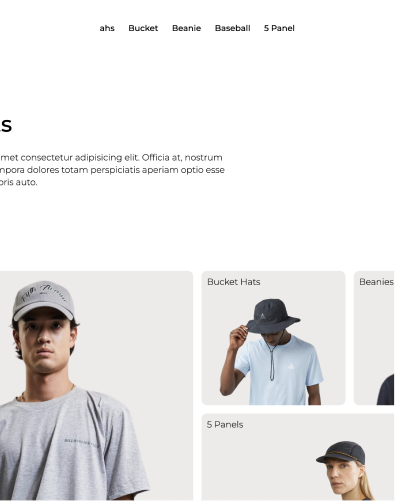 ahs Bucket Beanie Baseball 5 Panel
s
met consectetur adipisicing elit. Officia at, nostrum
mpora dolores totam perspiciatis aperiam optio esse
oris auto.
Bucket Hats
Beanies
5 Panels